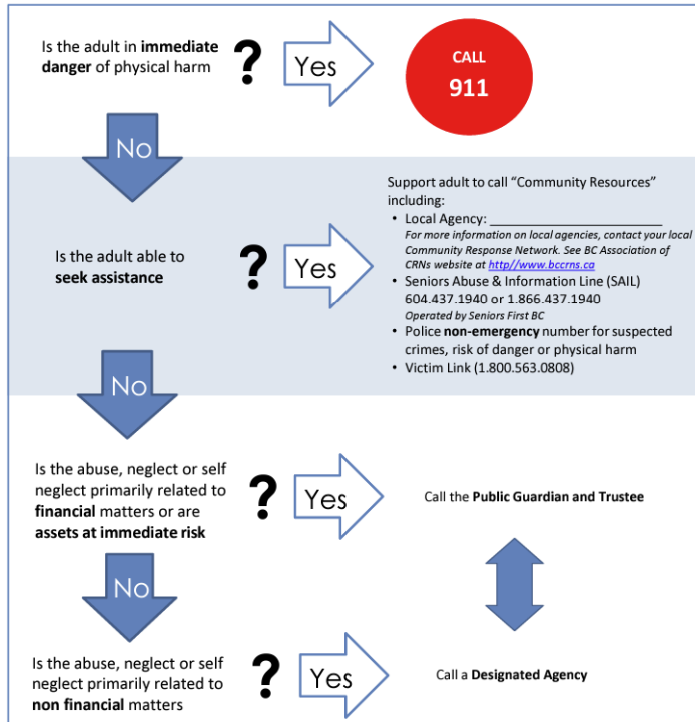 Is the adult in immediate
danger of physical harm
?
Yes
CALL
911
No
Is the adult able to
seek assistance
?
Yes
Support adult to call “Community Resources”
including:
• Local Agency: _________________________
For more information on local agencies, contact your local
Community Response Network. See BC Association of
CRNs website at http//www.bccrns.ca
• Seniors Abuse & Information Line (SAIL)
604.437.1940 or 1.866.437.1940
Operated by Seniors First BC
• Police non-emergency number for suspected
crimes, risk of danger or physical harm
• Victim Link (1.800.563.0808)
No
Is the abuse, neglect or self
neglect primarily related to
financial matters or are
assets at immediate risk
?
Yes
Call the Public Guardian and Trustee
No
Is the abuse, neglect or self
neglect primarily related to
non financial matters
?
Yes
Call a Designated Agency